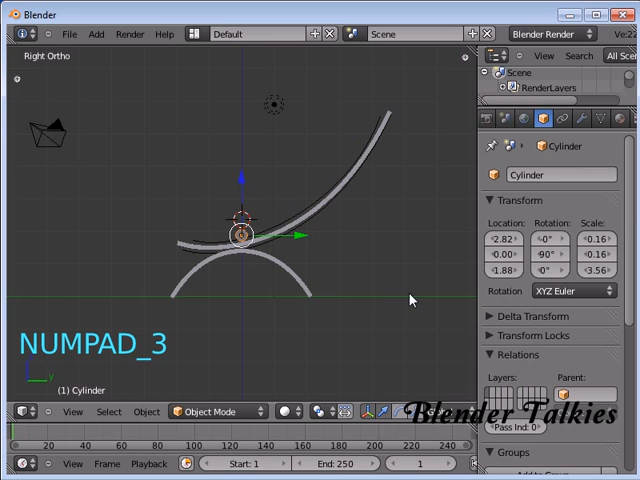 Blender
File Add Render Help Default Scene Blender Render
View Search All Scen
Right Ortho
Scene
RenderLayers
Cylinder
Cylinder
Transform
Location: Rotation: Scale:
-2.82 -0° 0.16
0.00 90° 0.16
1.88 0° 3.56
Rotation XYZ Euler
Delta Transform
Transform Locks
Relations
Layers: Parent:
Pass Ind: 0
Groups
NUMPAD_3
(1) Cylinder
Blender Talkies
View Select Object Object Mode
20 40 60 80 100 120 140 160 180 200 220 240
View Frame Playback Start: 1 End: 250 1